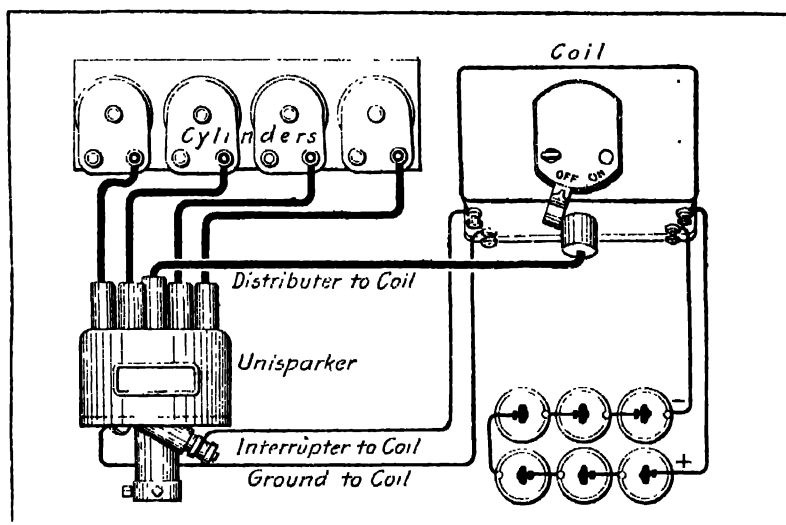 Coil
Cylinders
OFF ON
Distributer to Coil
Unisparker
-
Interrupter to Coil
+
Ground to Coil